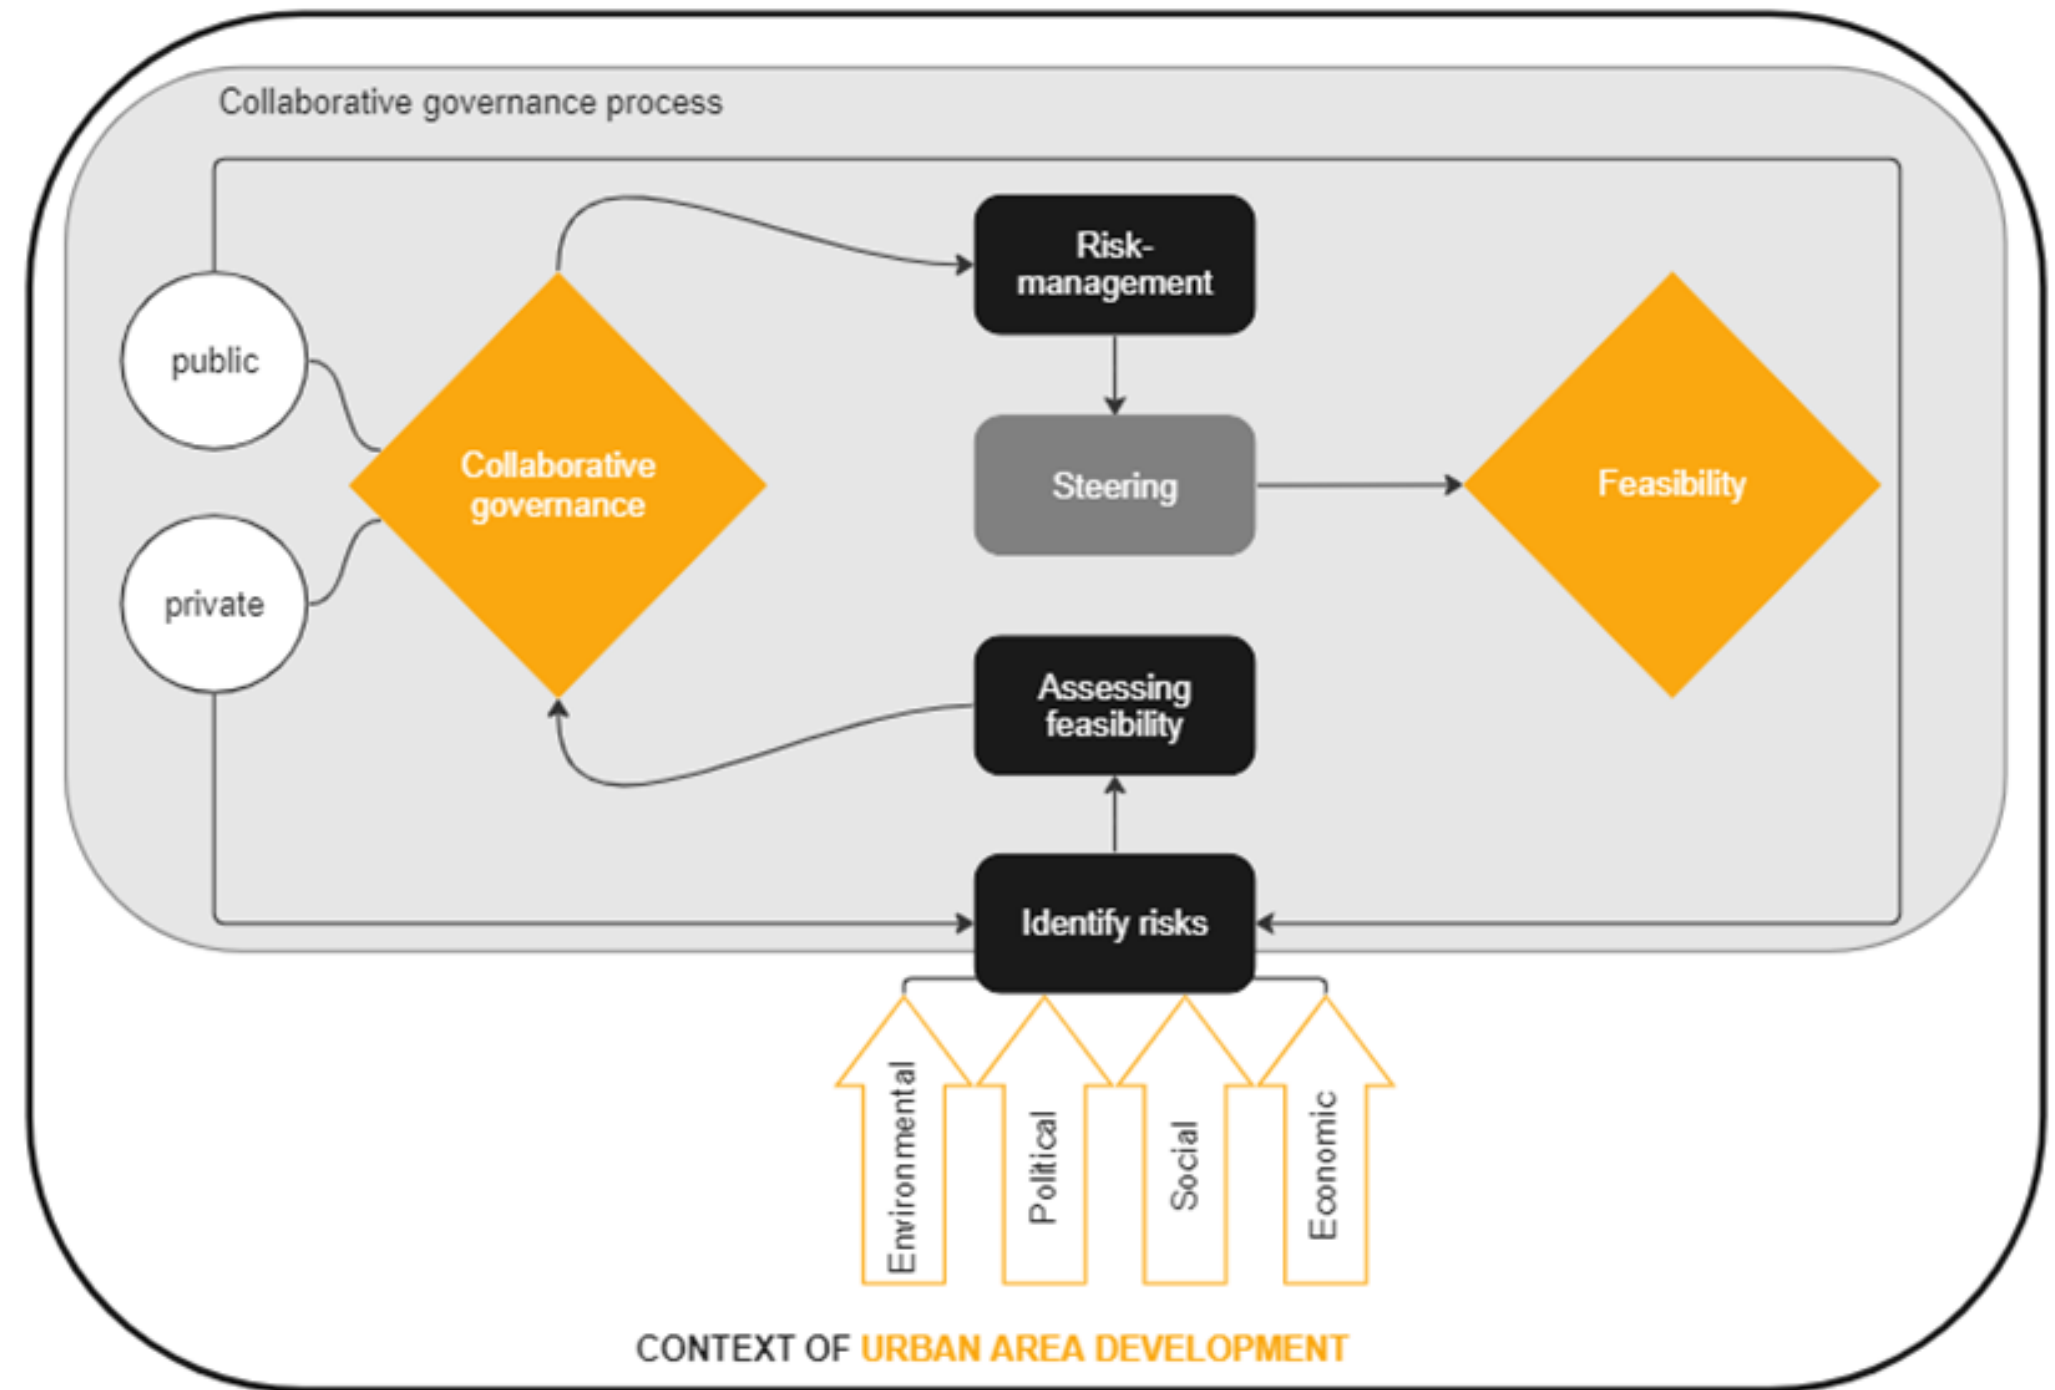 Collaborative governance process
Risk-
management
public
Collaborative
governance
Steering
Feasibility
private
Assessing
feasibility
Identify risks
Environmental
Political
Social
Economic
CONTEXT OF URBAN AREA DEVELOPMENT